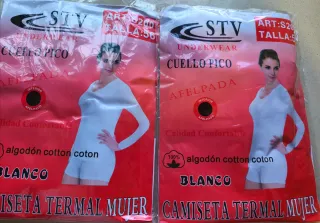 STV
UNDERWEAR
CUELLO PICO
algodón cotton coton
BLANCO
CAMISETA TERMAL MUJER
STV
UNDERWEAR
CUELLO PICO
AFELPADA
100%
algodón cotton coton
BLANCO
CAMISETA TERMAL MUJER